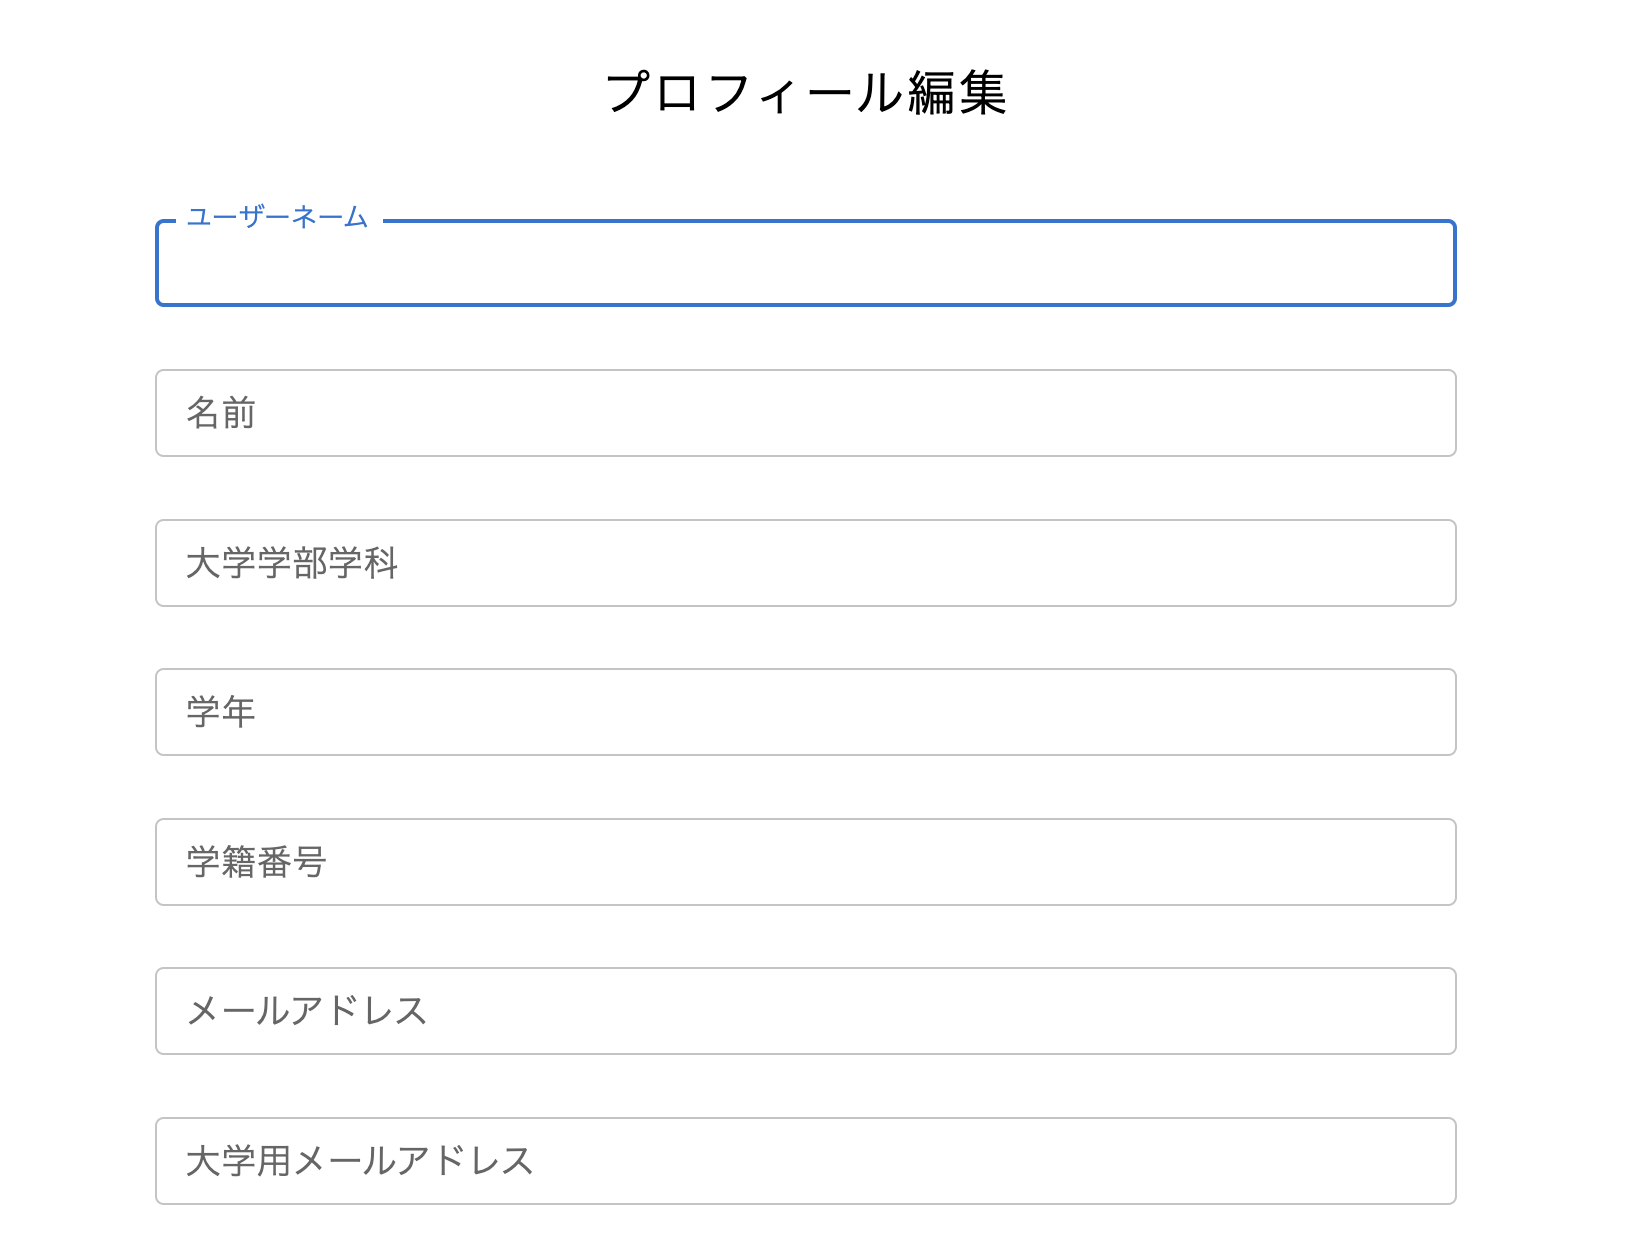 プロフィール編集
ユーザーネーム
名前
大学学部学科
学年
学籍番号
メールアドレス
大学用メールアドレス